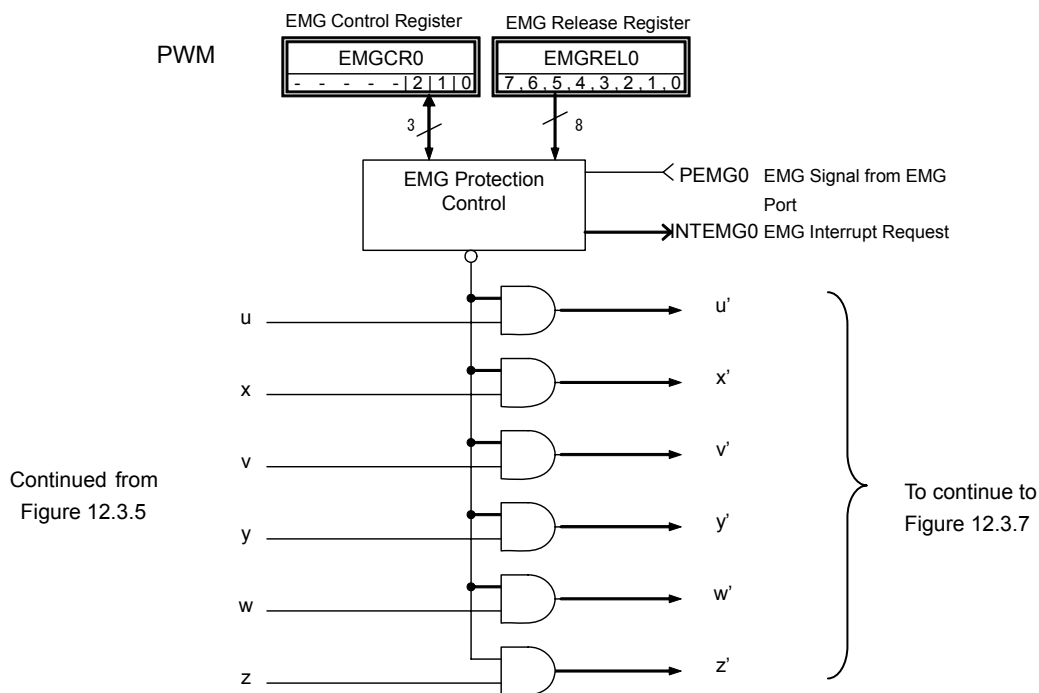 EMG Control Register
EMG Release Register
PWM
EMGCR0
EMGREL0
- - - - -|2|1|0
7,6,5,4,3,2,1,0
3
8
EMG Protection
Control
PEMG0 EMG Signal from EMG
Port
INTEMG0 EMG Interrupt Request
u
u’
x
x’
v
v’
Continued from
Figure 12.3.5
To continue to
Figure 12.3.7
y
y’
w
w’
z
z’